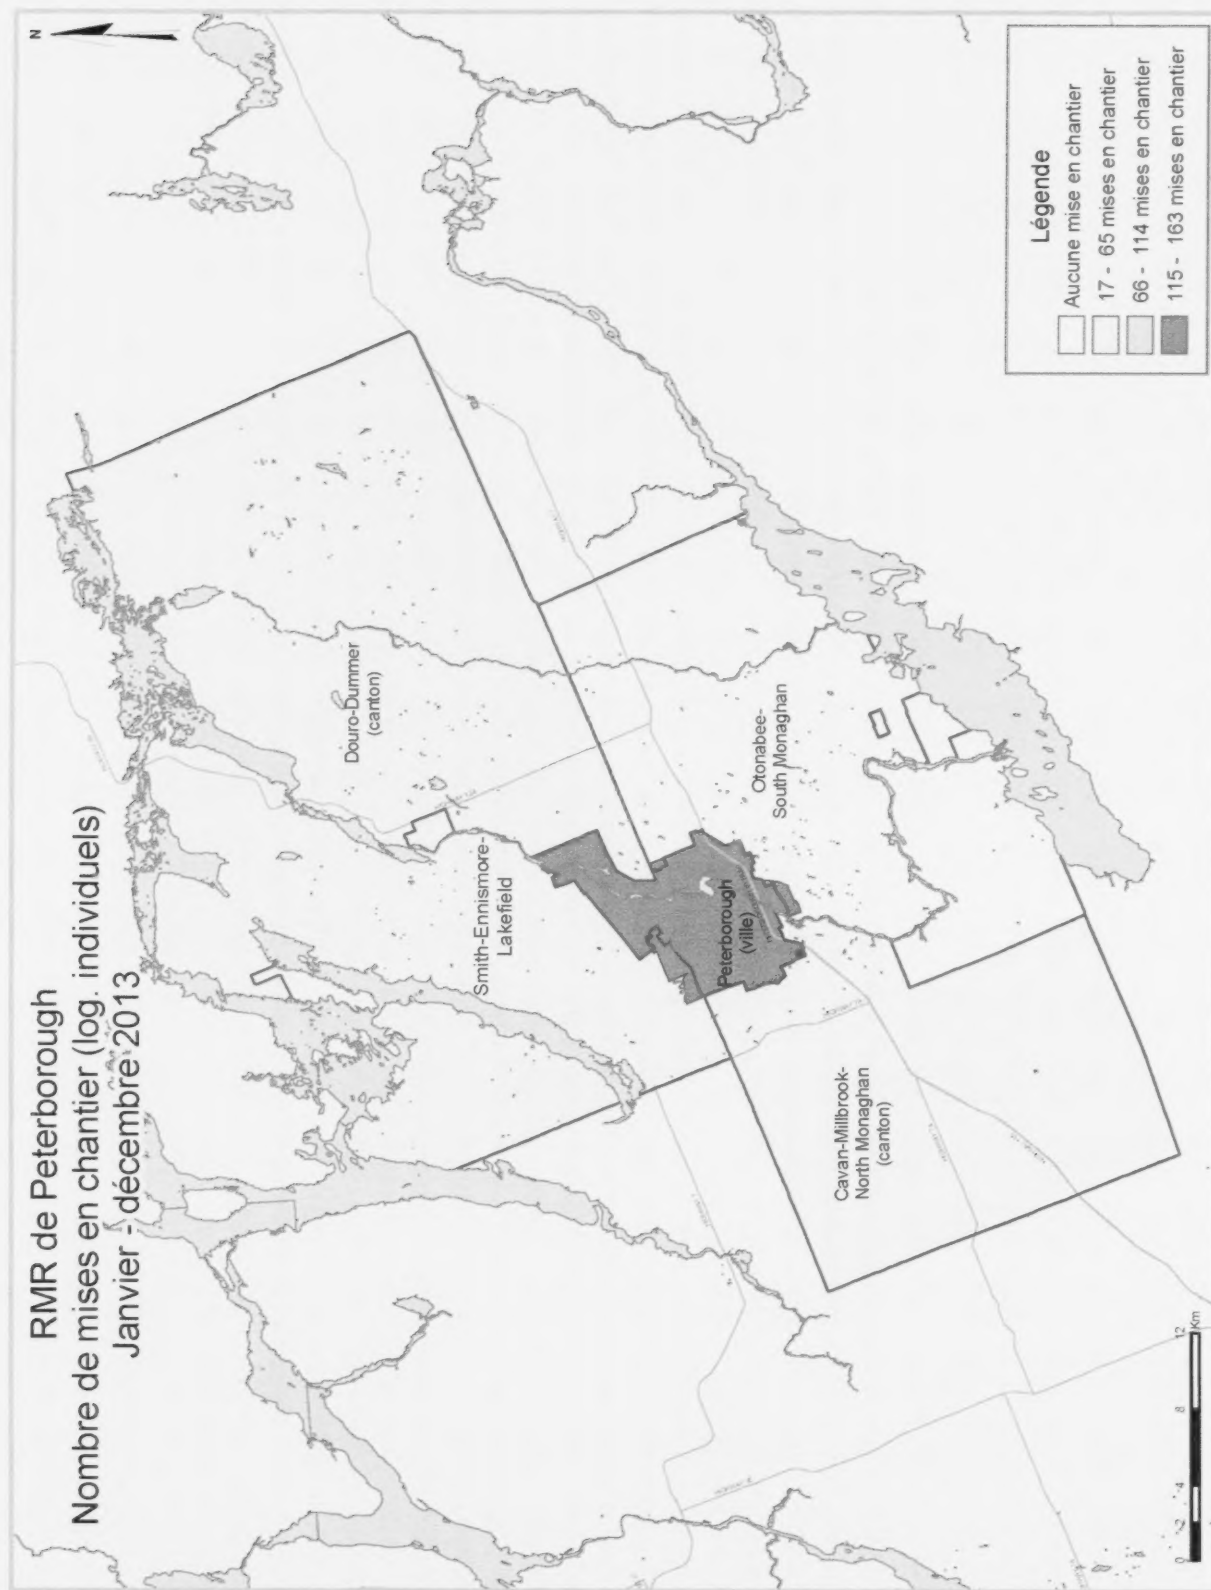 RMR de Peterborough
Nombre de mises en chantier (log. individuels)
Janvier - décembre 2013
N
Douro-Dummer
(canton)
Smith-Ennismore-
Lakefield
Otonabee-
South Monaghan
Peterborough
(ville)
Cavan-Millbrook-
North Monaghan
(canton)
Légende
Aucune mise en chantier
17 - 65 mises en chantier
66 - 114 mises en chantier
115 - 163 mises en chantier
0 2 4 8 12
Km